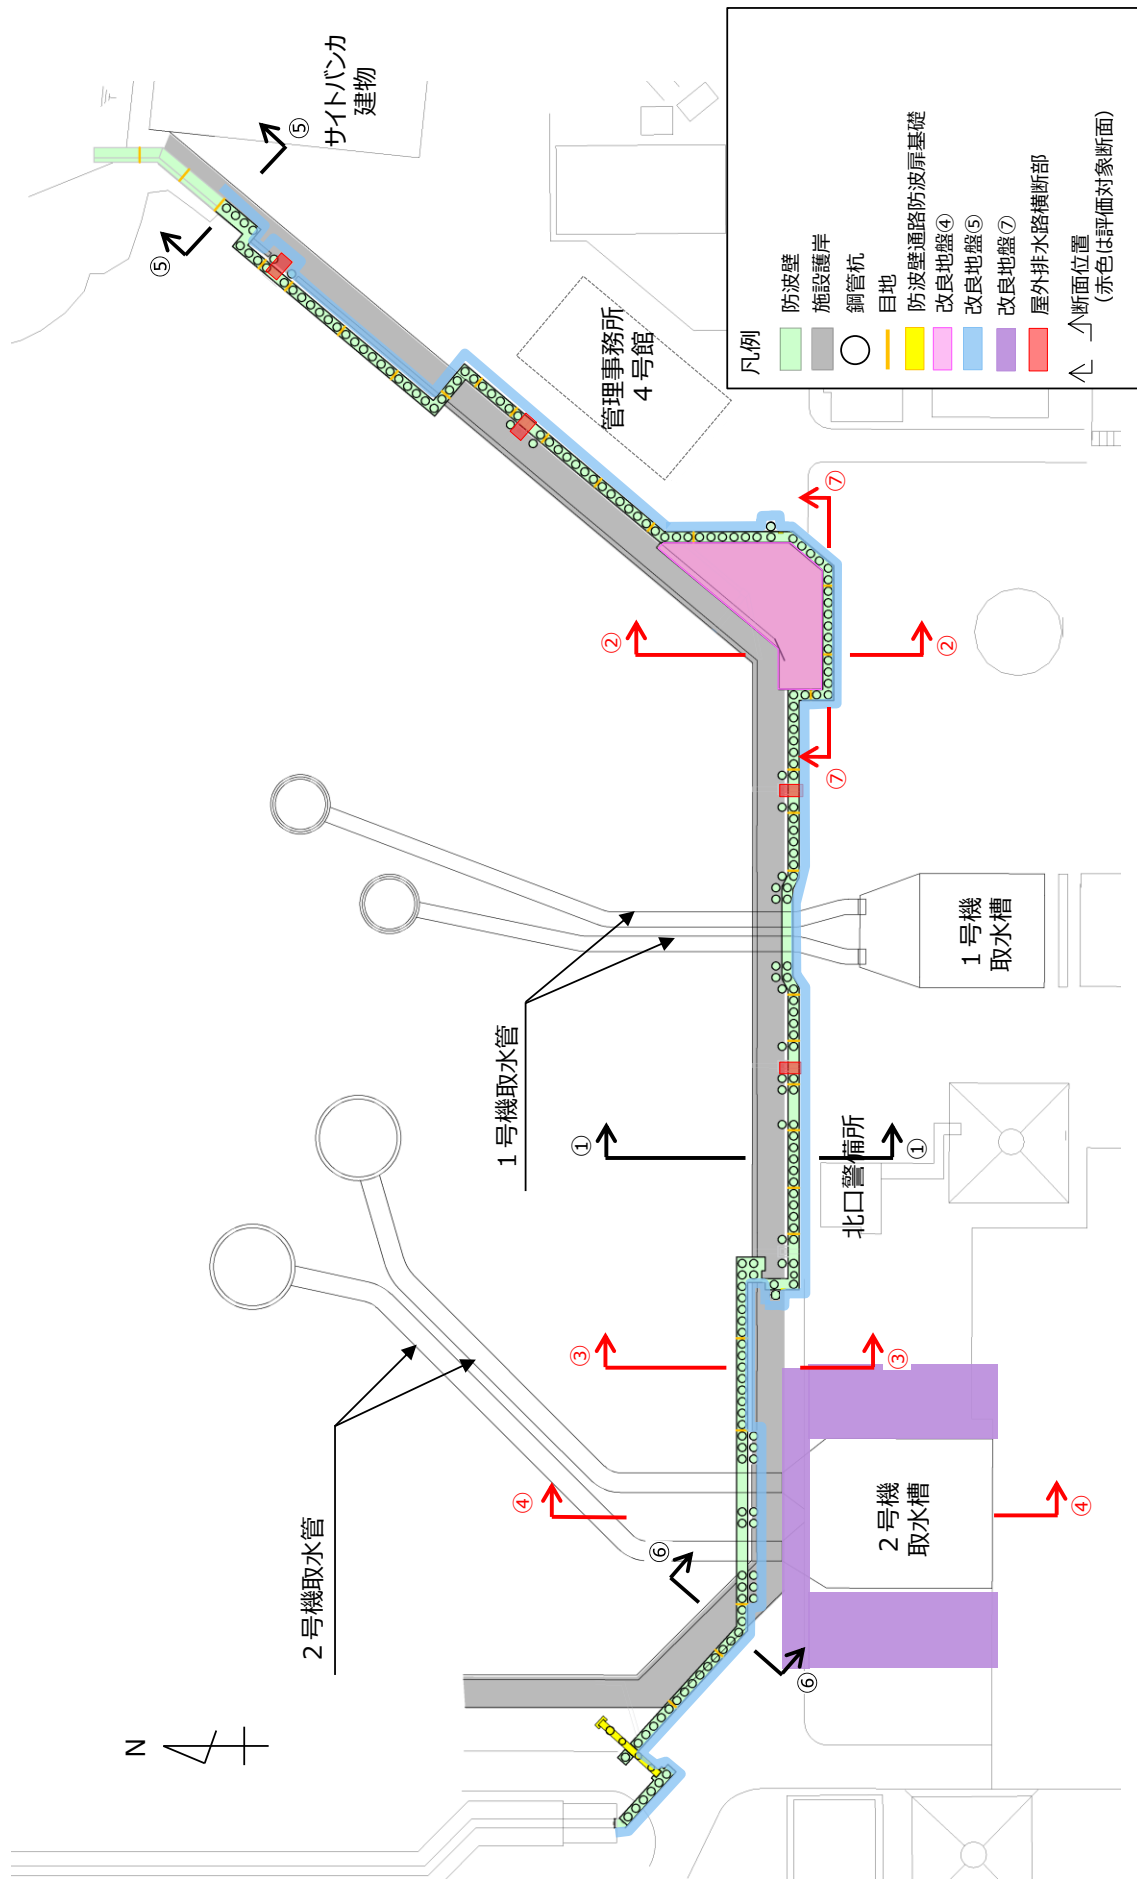 サイトバンカ
建物
⑤
⑤
管理事務所
４号館
⑦
⑦
②
②
１号機取水管
１号機
取水槽
①
①
北口警備所
③
③
２号機取水管
④
④
２号機
取水槽
⑥
⑥
N
凡例
防波壁
施設護岸
鋼管杭
目地
防波壁通路防波扉基礎
改良地盤④
改良地盤⑤
改良地盤⑦
屋外排水路横断部
断面位置
（赤色は評価対象断面）